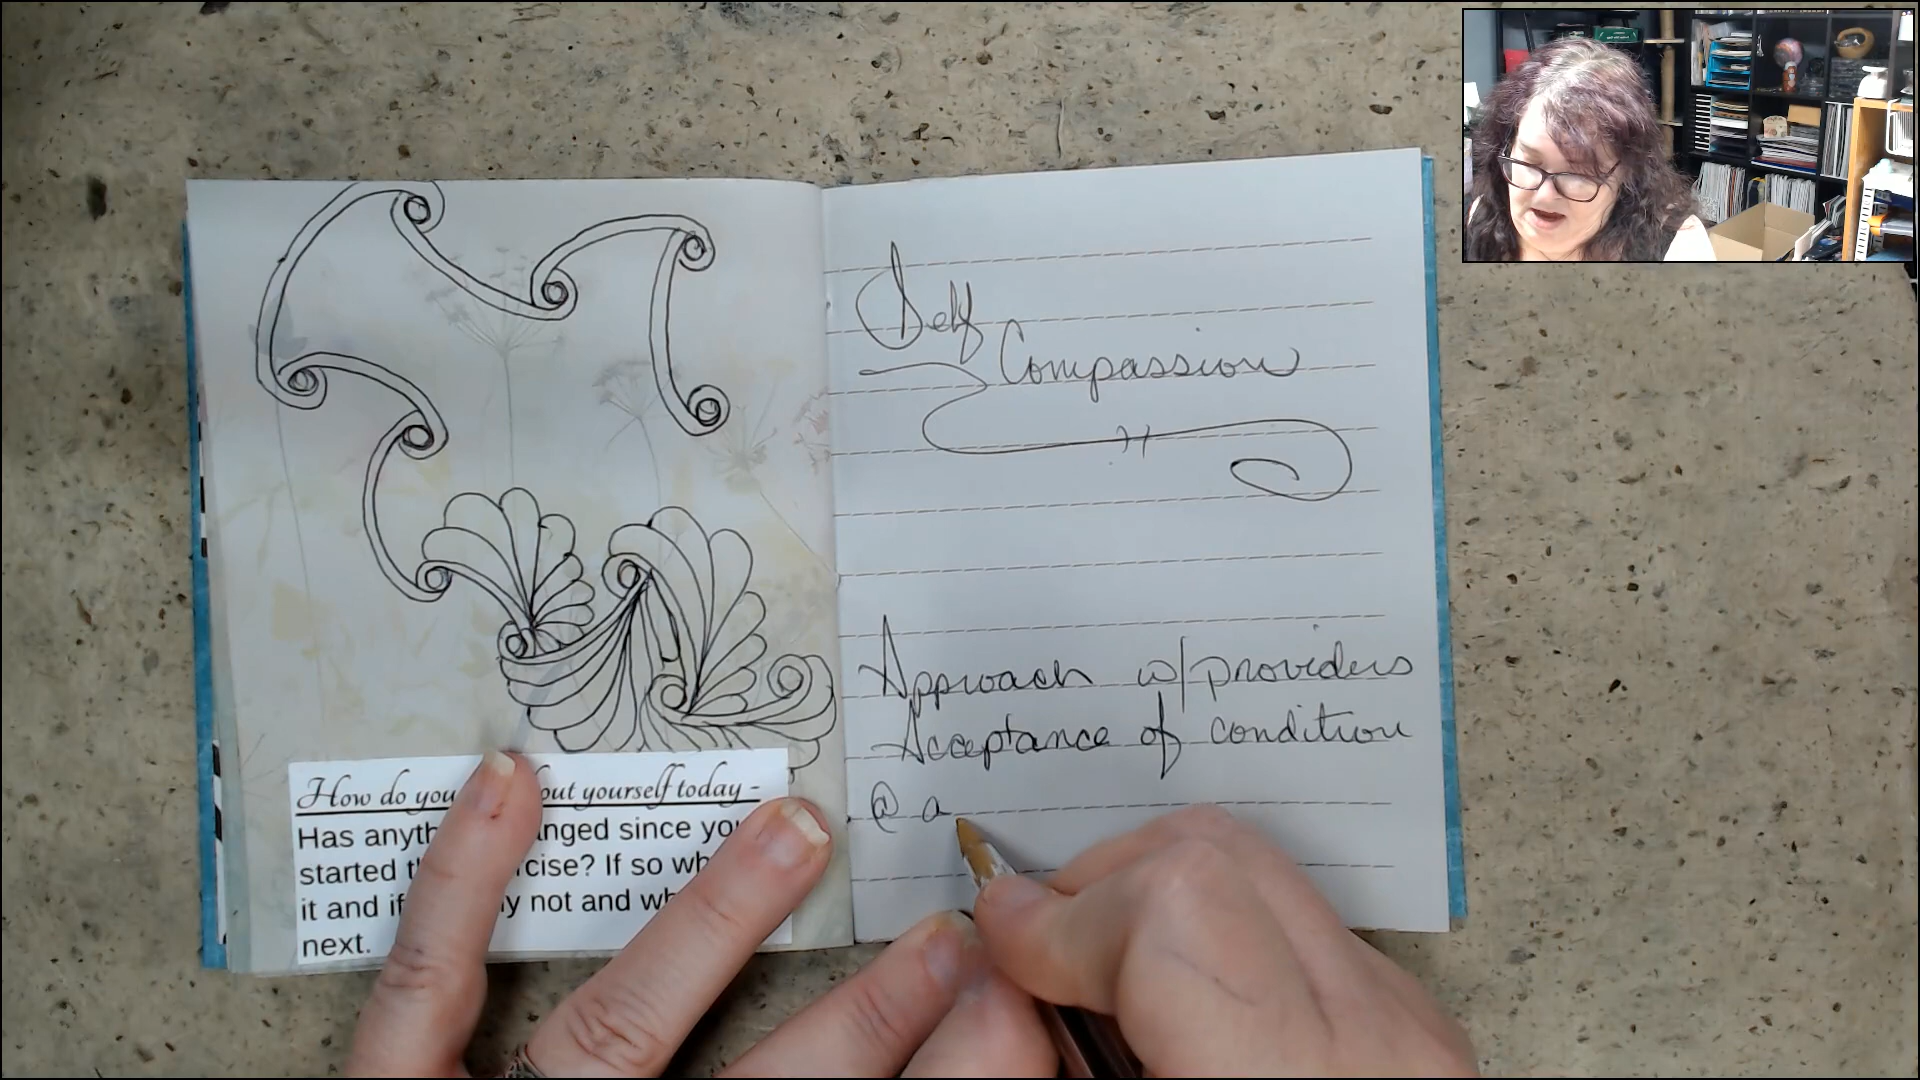 How do you out yourself today -
Has anyth anged since you
started t rcise? If so wh
it and if y not and wh
next.
Self
Compassion
Approach w/providers
Acceptance of condition
@ a